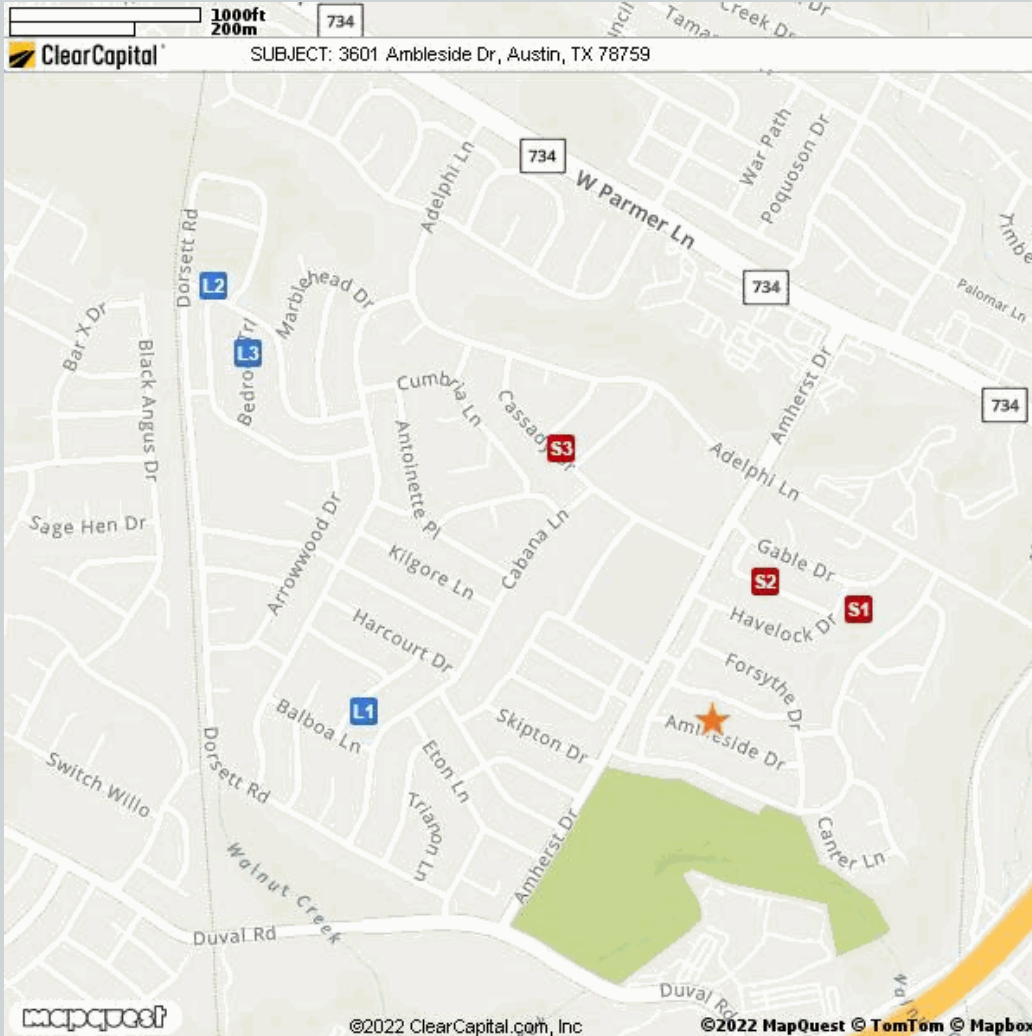 1000ft
200m
734
Creek Dr
Dr
ClearCapital
SUBJECT: 3601 Ambleside Dr, Austin, TX 78759
734
W Parmer Ln
War Path
Poquoson Dr
Adelphi Ln
734
Palomar Ln
734
Dorsett Rd
L2
Marblehead Dr
L3
Bar X Dr
Black Angus Dr
Cumbria Ln
Cassady Dr
S3
Antoinette Pl
Amherst Dr
Adelphi Ln
Sage Hen Dr
Arrowwood Dr
Kilgore Ln
Cabana Ln
Gable Dr
S2
S1
Havelock Dr
Harcourt Dr
Forsythe Dr
L1
Balboa Ln
Skipton Dr
Ambleside Dr
Eton Ln
Dorsett Rd
Switch Willo
Trianon Ln
Amherst Dr
Canter Ln
Walnut Creek
Duval Rd
Duval Rd
mapquest
©2022 ClearCapital.com, Inc
©2022 MapQuest © TomTom © Mapbox